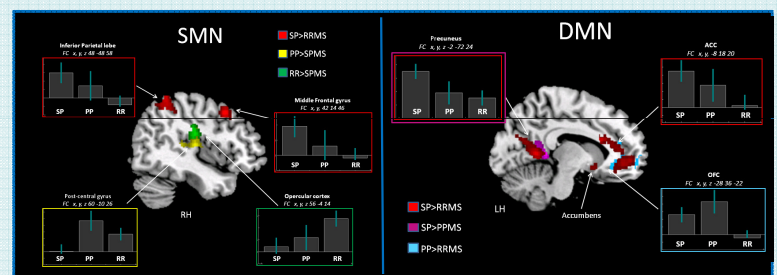 SMN
Inferior Parietal lobe
FC x, y, z 48 -48 58
SP PP RR
SP>RRMS
PP>SPMS
RR>SPMS
Middle Frontal gyrus
FC x, y, z 42 14 46
SP PP RR
Post-central gyrus
FC x, y, z 60 -10 26
SP PP RR
RH
Opercular cortex
FC x, y, z 56 -4 14
SP PP RR
DMN
Precuneus
FC x, y, z -2 -72 24
SP PP RR
ACC
FC x, y, z -8 18 20
SP PP RR
OFC
FC x, y, z -28 36 -22
SP PP RR
LH
Accumbens
SP>RRMS
SP>PPMS
PP>RRMS